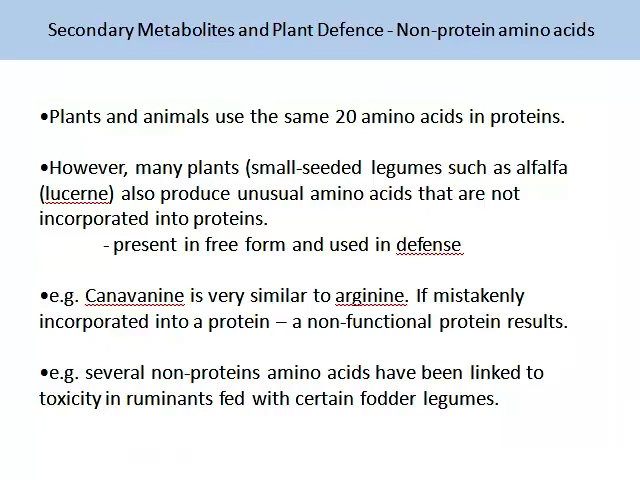 Secondary Metabolites and Plant Defence - Non-protein amino acids
•Plants and animals use the same 20 amino acids in proteins.
•However, many plants (small-seeded legumes such as alfalfa
(lucerne) also produce unusual amino acids that are not
incorporated into proteins.
- present in free form and used in defense
•e.g. Canavanine is very similar to arginine. If mistakenly
incorporated into a protein – a non-functional protein results.
•e.g. several non-proteins amino acids have been linked to
toxicity in ruminants fed with certain fodder legumes.